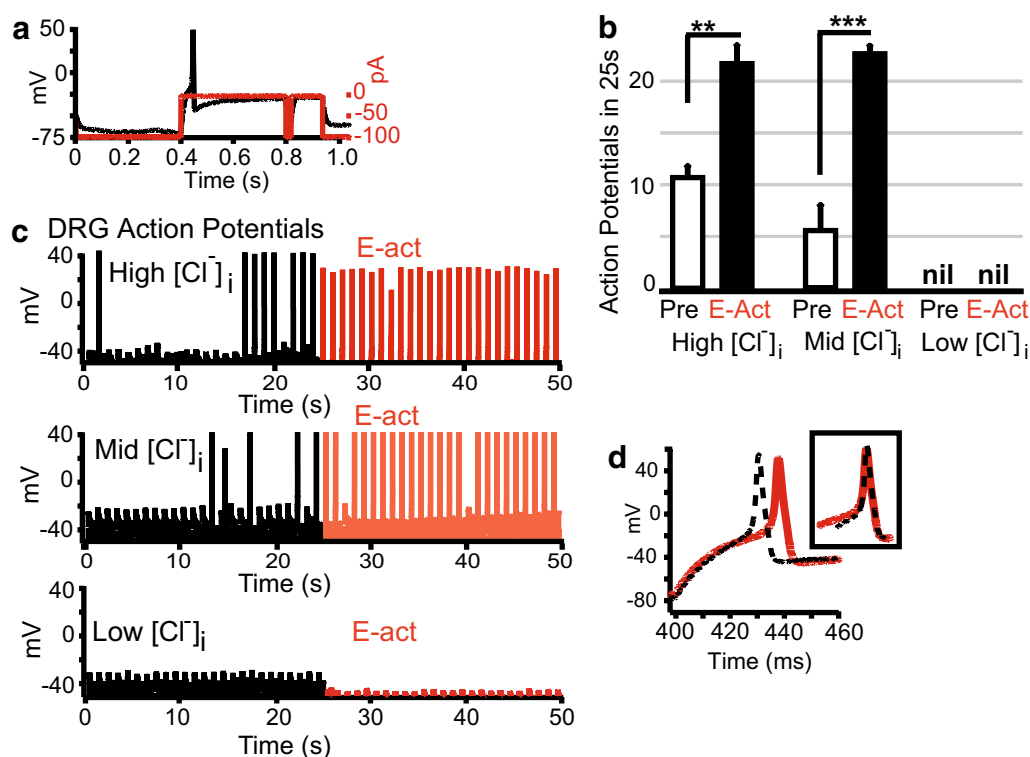 a
50
0
-75
mV
0
-50
-100
pA
0 0.2 0.4 0.6 0.8 1.0
Time (s)
b
** ***
20
10
0
Action Potentials in 25s
nil nil
Pre E-Act Pre E-Act Pre E-Act
High [Cl-]i Mid [Cl-]i Low [Cl-]i
c DRG Action Potentials
High [Cl-]i E-act
40
0
-40
mV
0 10 20 30 40 50
Time (s)
Mid [Cl-]i E-act
40
0
-40
mV
0 10 20 30 40 50
Time (s)
Low [Cl-]i E-act
40
0
-40
mV
0 10 20 30 40 50
Time (s)
d
40
0
-40
-80
mV
400 420 440 460
Time (ms)